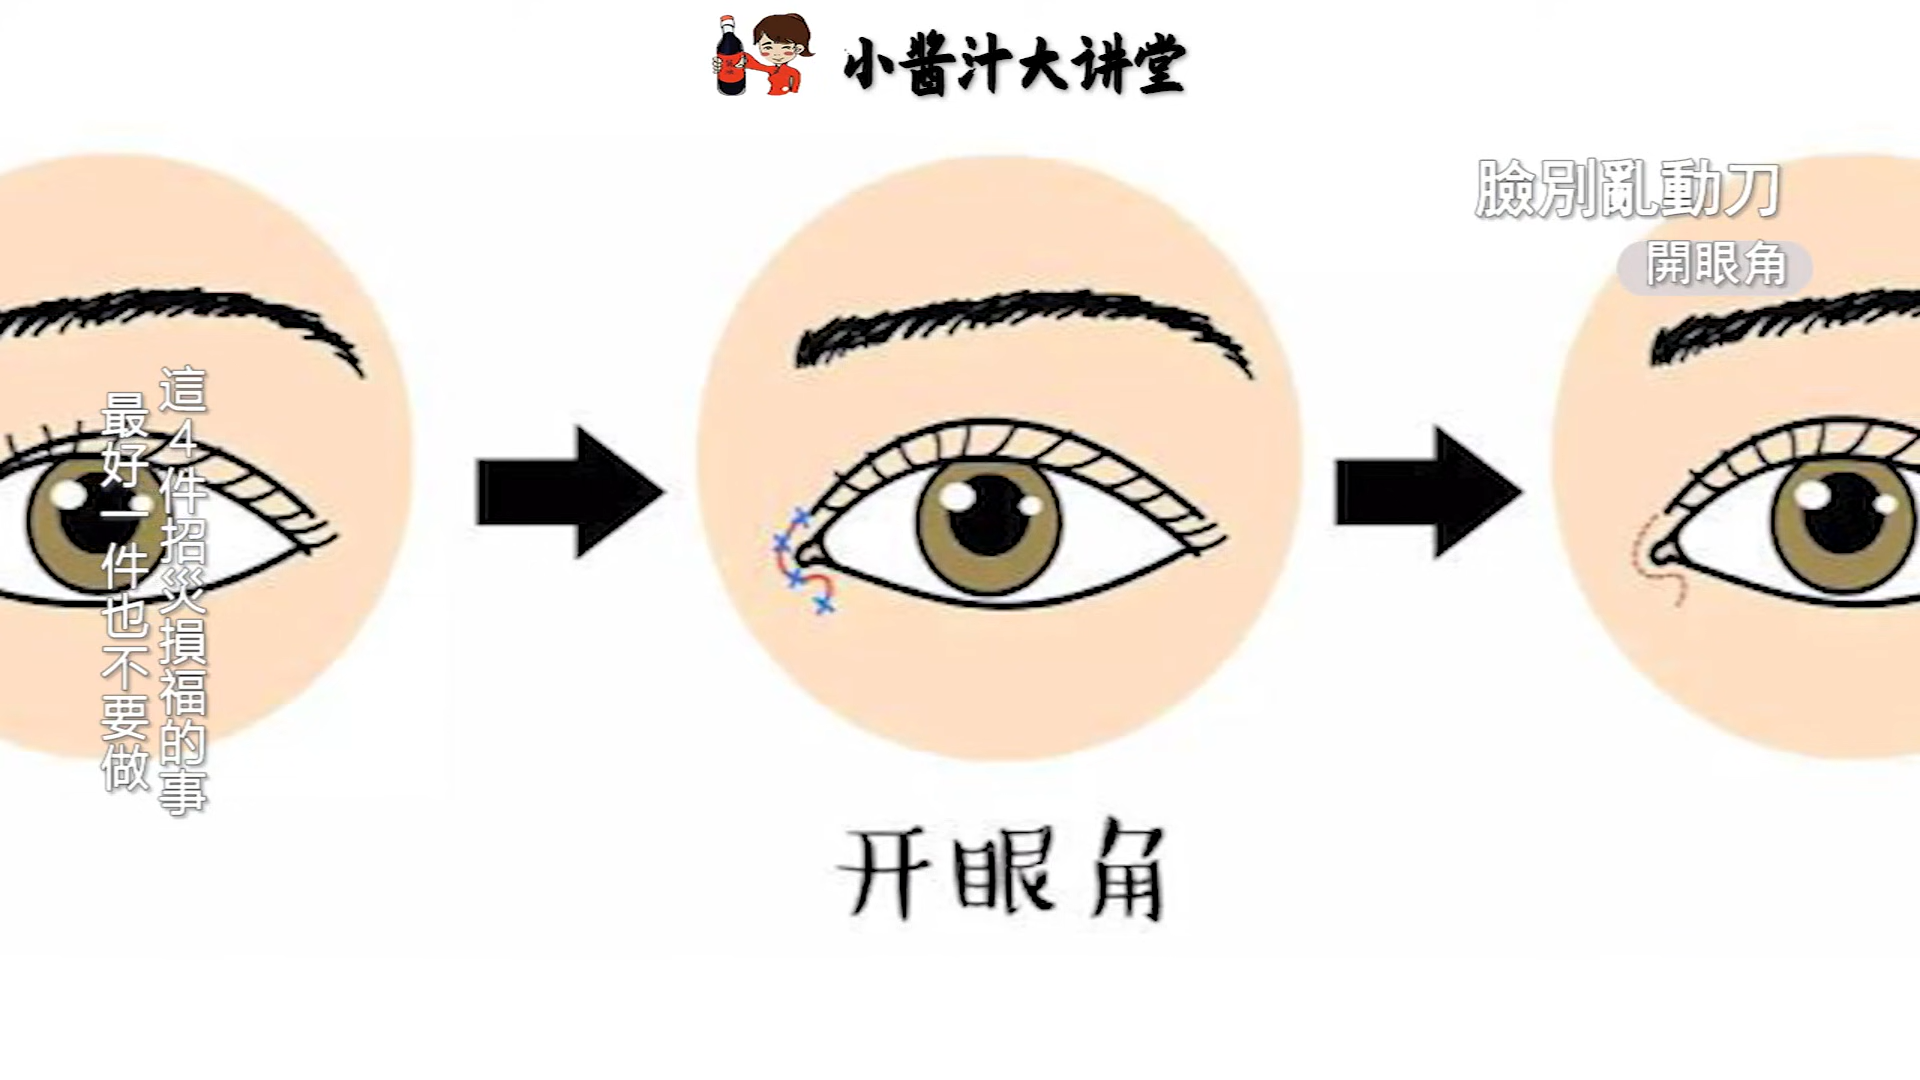 小酱汁大讲堂
臉別亂動刀
開眼角
這4件招災損福的事
最好一件也不要做
开眼角